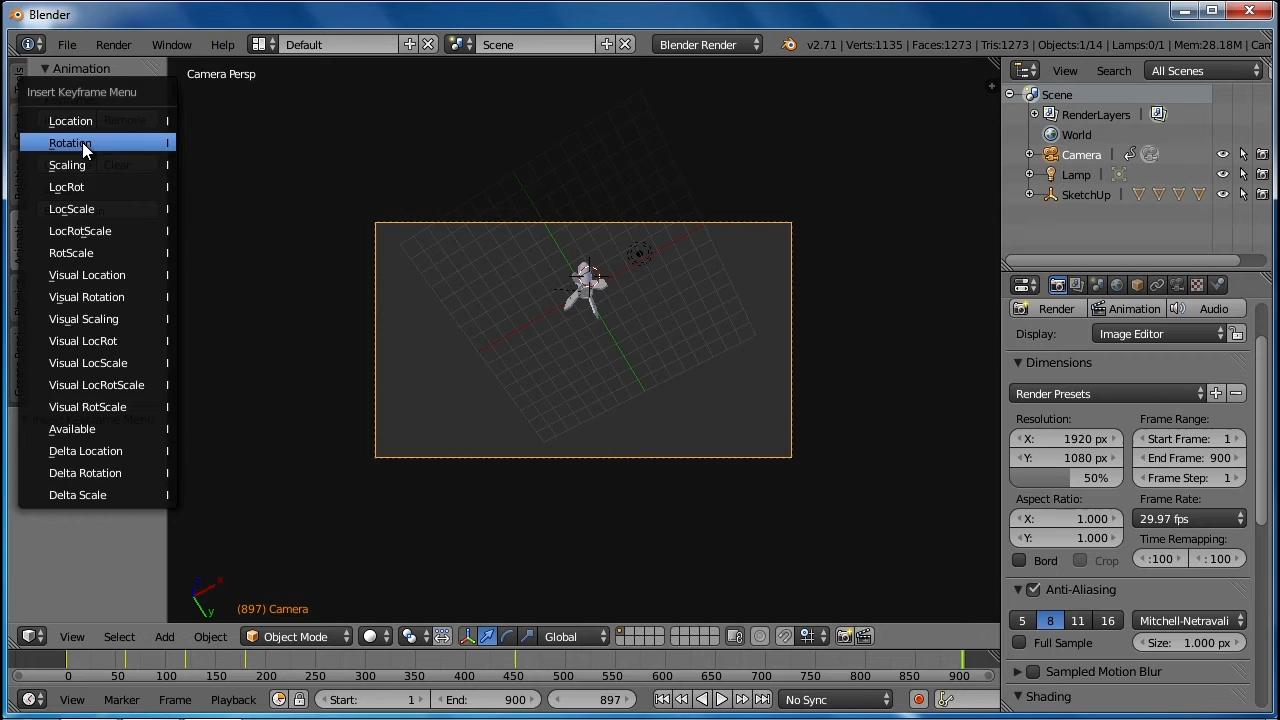 Blender
File Render Window Help Default Scene Blender Render v2.71 | Verts:1135 | Faces:1273 | Tris:1273 | Objects:1/14 | Lamps:0/1 | Mem:28.18M | Cam
Animation
Insert Keyframe Menu
Location I
Rotation I
Scaling I
LocRot I
LocScale I
LocRotScale I
RotScale I
Visual Location I
Visual Rotation I
Visual Scaling I
Visual LocRot I
Visual LocScale I
Visual LocRotScale I
Visual RotScale I
Available I
Delta Location I
Delta Rotation I
Delta Scale I
Camera Persp
x
y
(897) Camera
View Select Add Object Object Mode Global
0 50 100 150 200 250 300 350 400 450 500 550 600 650 700 750 800 850 900
View Marker Frame Playback Start: 1 End: 900 897 No Sync
View Search All Scenes
Scene
RenderLayers
World
Camera
Lamp
SketchUp
Render Animation Audio
Display: Image Editor
Dimensions
Render Presets
Resolution: Frame Range:
X: 1920 px Start Frame: 1
Y: 1080 px End Frame: 900
50% Frame Step: 1
Aspect Ratio: Frame Rate:
X: 1.000 29.97 fps
Y: 1.000 Time Remapping:
Bord Crop :100 : 100
Anti-Aliasing
5 8 11 16 Mitchell-Netravali
Full Sample Size: 1.000 px
Sampled Motion Blur
Shading